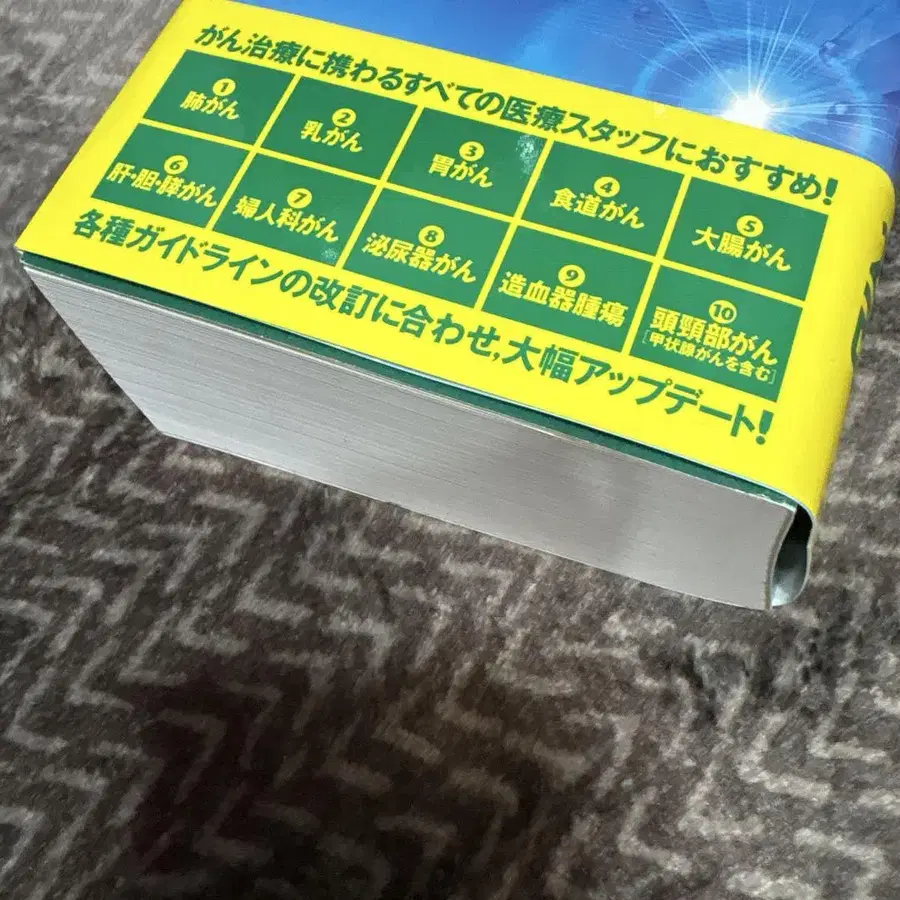 がん治療に携わるすべての医療スタッフにおすすめ!
1 肺がん
2 乳がん
3 胃がん
4 食道がん
5 大腸がん
6 肝・胆・膵がん
7 婦人科がん
8 泌尿器がん
9 造血器腫瘍
10 頭頸部がん
[甲状腺がんを含む]
各種ガイドラインの改訂に合わせ,大幅アップデート!